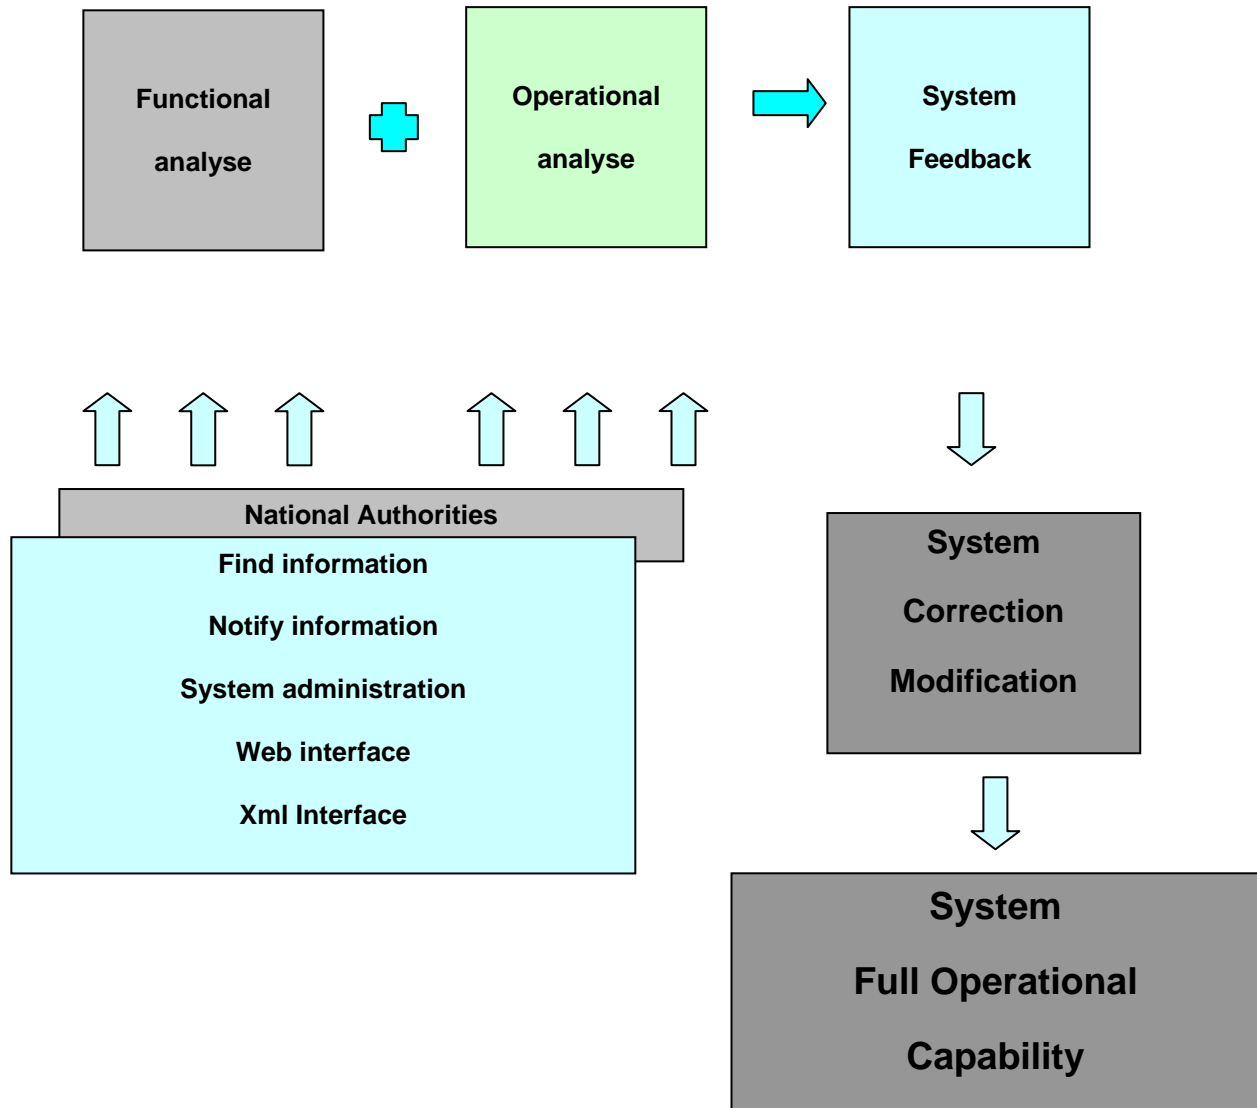 Functional
analyse
Operational
analyse
System
Feedback
National Authorities
Find information
Notify information
System administration
Web interface
Xml Interface
System
Correction
Modification
System
Full Operational
Capability